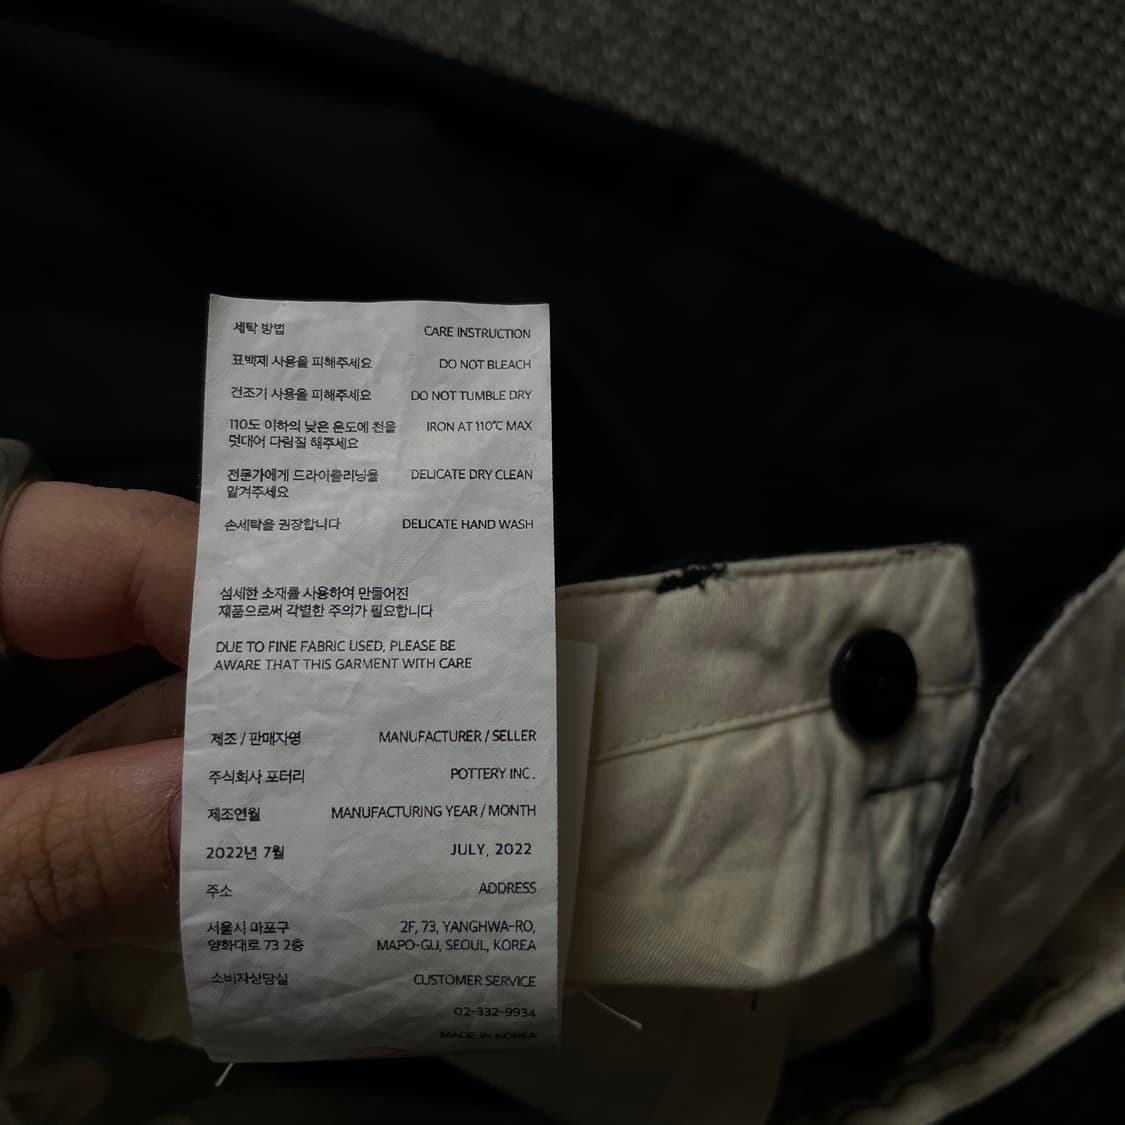 세탁 방법 CARE INSTRUCTION
표백제 사용을 피해주세요 DO NOT BLEACH
건조기 사용을 피해주세요 DO NOT TUMBLE DRY
110도 이하의 낮은 온도에 천을 IRON AT 110°C MAX
덧대어 다림질 해주세요
전문가에게 드라이클리닝을 DELICATE DRY CLEAN
맡겨주세요
손세탁을 권장합니다 DELICATE HAND WASH
섬세한 소재를 사용하여 만들어진
제품으로써 각별한 주의가 필요합니다
DUE TO FINE FABRIC USED, PLEASE BE
AWARE THAT THIS GARMENT WITH CARE
제조 / 판매자명 MANUFACTURER / SELLER
주식회사 포터리 POTTERY INC.
제조연월 MANUFACTURING YEAR / MONTH
2022년 7월 JULY, 2022
주소 ADDRESS
서울시 마포구 2F, 73, YANGHWA-RO,
양화대로 73 2층 MAPO-GU, SEOUL, KOREA
소비자상담실 CUSTOMER SERVICE
02-332-9934
MADE IN KOREA